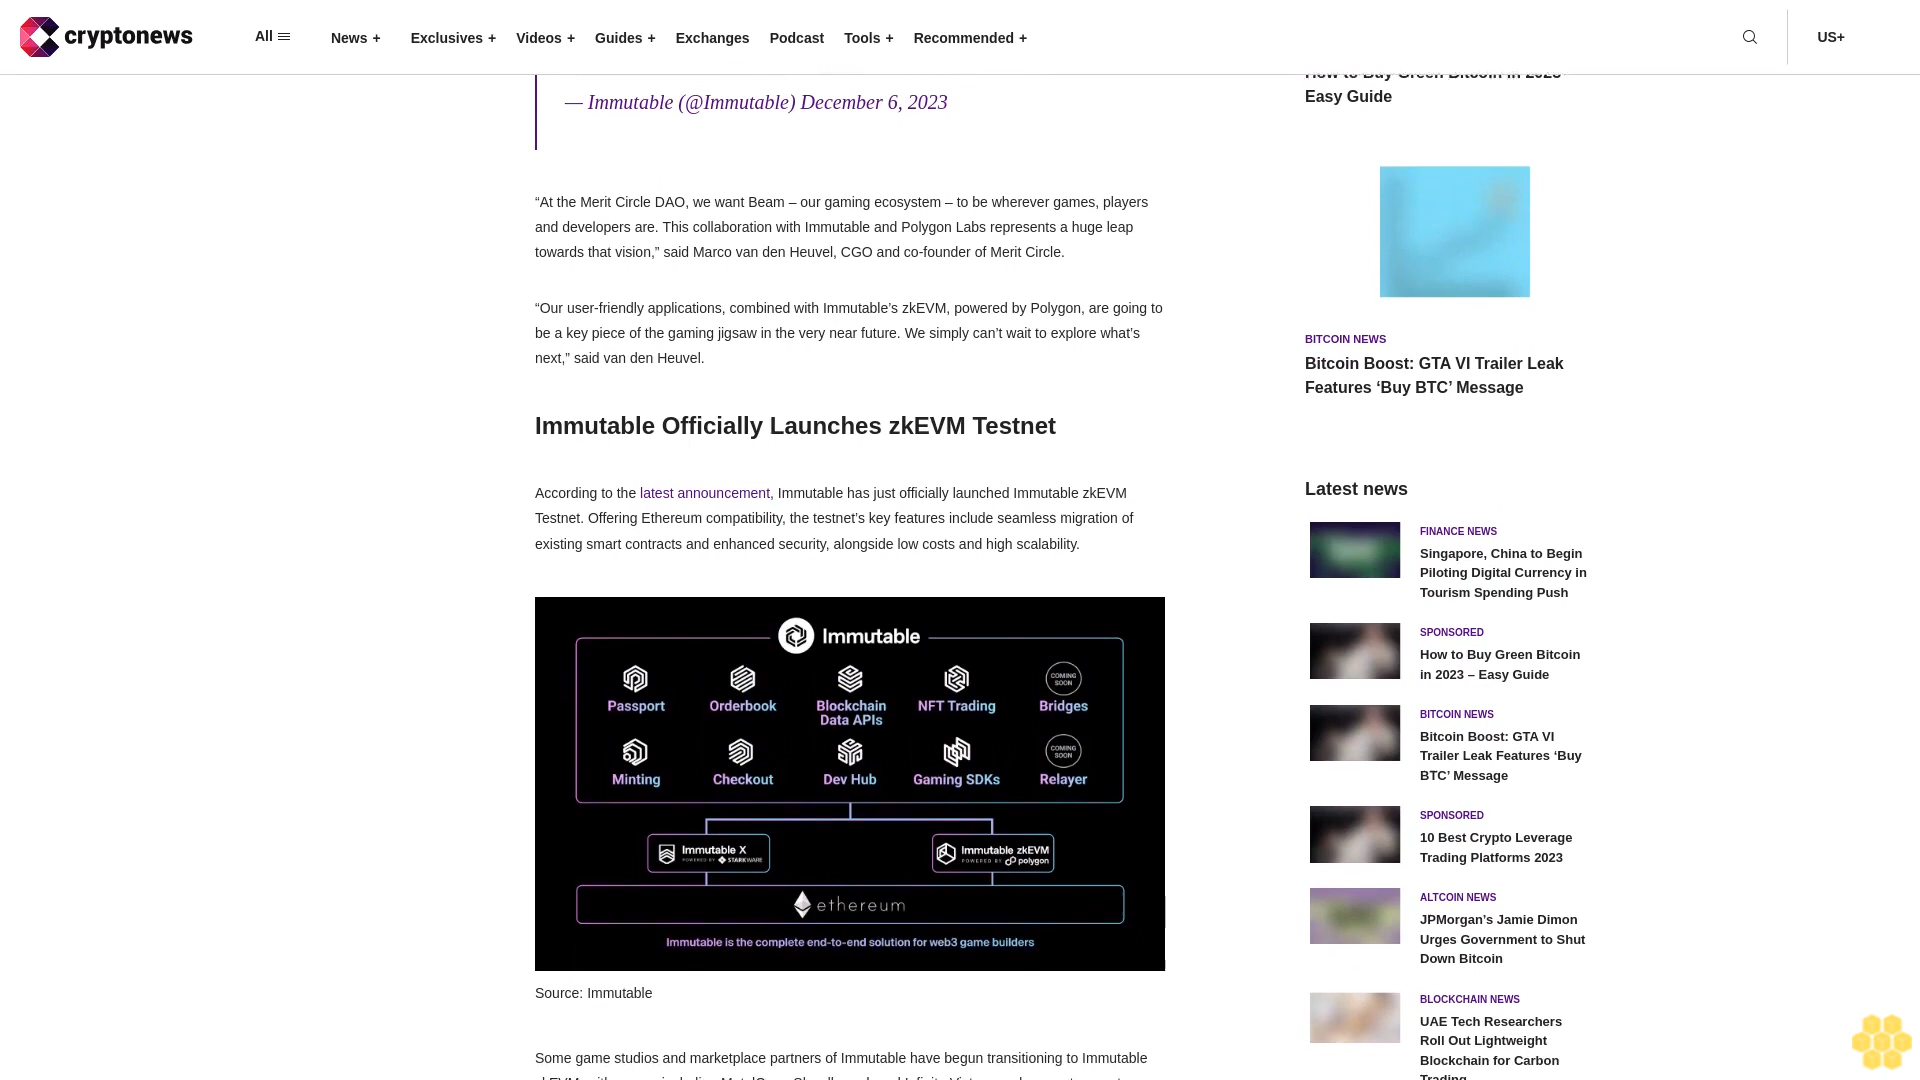 cryptonews
All
News +
Exclusives +
Videos +
Guides +
Exchanges
Podcast
Tools +
Recommended +
US+
— Immutable (@Immutable) December 6, 2023
“At the Merit Circle DAO, we want Beam – our gaming ecosystem – to be wherever games, players
and developers are. This collaboration with Immutable and Polygon Labs represents a huge leap
towards that vision,” said Marco van den Heuvel, CGO and co-founder of Merit Circle.
“Our user-friendly applications, combined with Immutable’s zkEVM, powered by Polygon, are going to
be a key piece of the gaming jigsaw in the very near future. We simply can’t wait to explore what’s
next,” said van den Heuvel.
Immutable Officially Launches zkEVM Testnet
According to the latest announcement, Immutable has just officially launched Immutable zkEVM
Testnet. Offering Ethereum compatibility, the testnet’s key features include seamless migration of
existing smart contracts and enhanced security, alongside low costs and high scalability.
Immutable
COMING
SOON
Passport
Orderbook
Blockchain
Data APIs
NFT Trading
Bridges
COMING
SOON
Minting
Checkout
Dev Hub
Gaming SDKs
Relayer
Immutable X
POWERED BY STARKWARE
Immutable zkEVM
POWERED BY polygon
ethereum
Immutable is the complete end-to-end solution for web3 game builders
Source: Immutable
Some game studios and marketplace partners of Immutable have begun transitioning to Immutable
How to Buy Green Bitcoin in 2023
Easy Guide
BITCOIN NEWS
Bitcoin Boost: GTA VI Trailer Leak
Features ‘Buy BTC’ Message
Latest news
FINANCE NEWS
Singapore, China to Begin
Piloting Digital Currency in
Tourism Spending Push
SPONSORED
How to Buy Green Bitcoin
in 2023 – Easy Guide
BITCOIN NEWS
Bitcoin Boost: GTA VI
Trailer Leak Features ‘Buy
BTC’ Message
SPONSORED
10 Best Crypto Leverage
Trading Platforms 2023
ALTCOIN NEWS
JPMorgan’s Jamie Dimon
Urges Government to Shut
Down Bitcoin
BLOCKCHAIN NEWS
UAE Tech Researchers
Roll Out Lightweight
Blockchain for Carbon
Trading